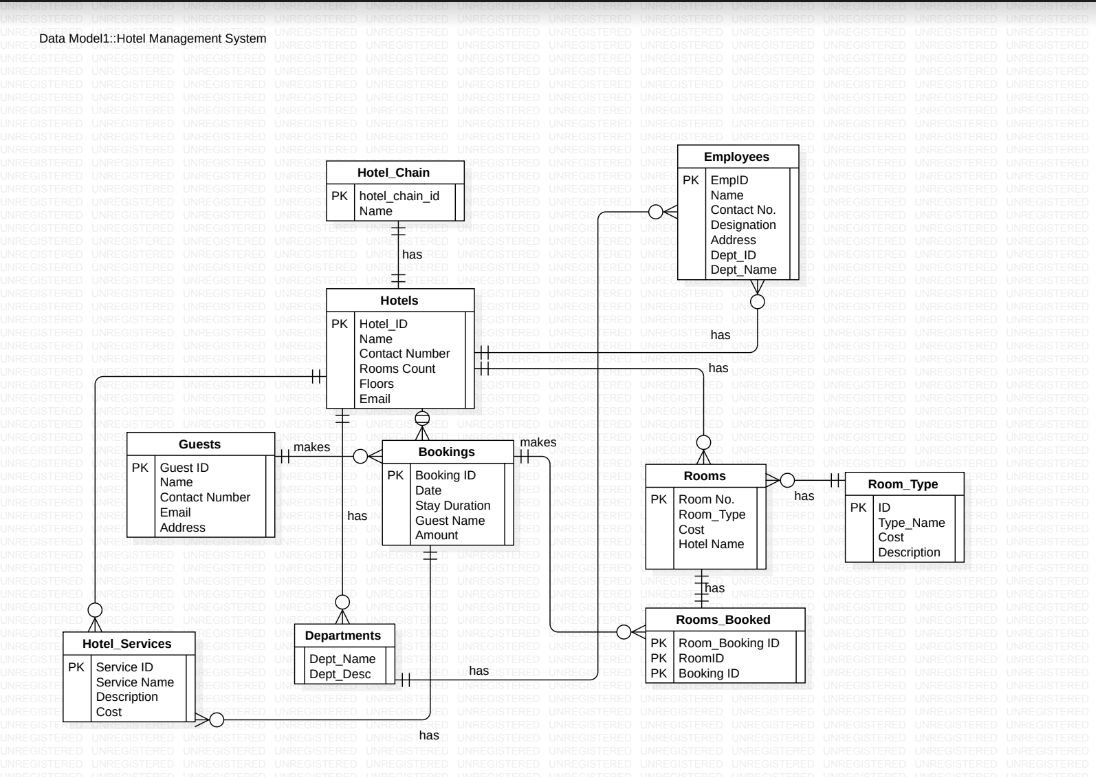 Data Model1::Hotel Management System
Hotel_Chain
PK hotel_chain_id
Name
has
Employees
PK EmpID
Name
Contact No.
Designation
Address
Dept_ID
Dept_Name
Hotels
PK Hotel_ID
Name
Contact Number
Rooms Count
Floors
Email
has
has
Guests
PK Guest ID
Name
Contact Number
Email
Address
makes
Bookings
PK Booking ID
Date
Stay Duration
Guest Name
Amount
makes
has
Rooms
PK Room No.
Room_Type
Cost
Hotel Name
has
Room_Type
PK ID
Type_Name
Cost
Description
has
Rooms_Booked
PK Room_Booking ID
PK RoomID
PK Booking ID
Hotel_Services
PK Service ID
Service Name
Description
Cost
Departments
Dept_Name
Dept_Desc
has
has
UNREGISTERED